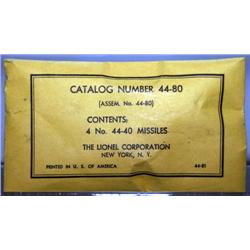 CATALOG NUMBER 44-80
(ASSEM. No. 44-80)
CONTENTS:
4 No. 44-40 MISSILES
THE LIONEL CORPORATION
NEW YORK, N. Y.
PRINTED IN U. S. OF AMERICA 44-81